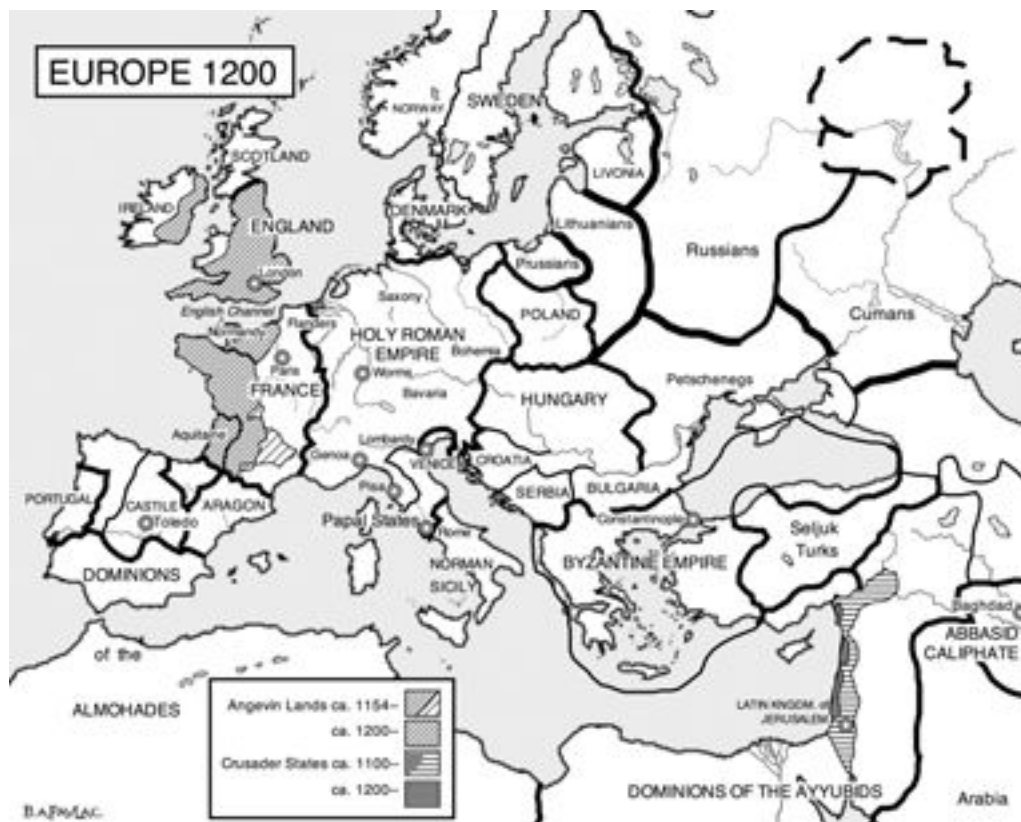 EUROPE 1200
NORWAY
SWEDEN
SCOTLAND
LIVONIA
IRELAND
DENMARK
Lithuanians
ENGLAND
Russians
Prussians
London
Saxony
English Channel
POLAND
Cumans
Normandy
Flanders
HOLY ROMAN
EMPIRE
Bohemia
Paris
Worms
FRANCE
Bavaria
HUNGARY
Petschenegs
Aquitaine
Lombardy
Genoa
VENICE
CROATIA
Pisa
SERBIA
BULGARIA
PORTUGAL
CASTILE
ARAGON
Toledo
Papal States
Rome
Constantinople
Seljuk
Turks
NORMAN
SICILY
BYZANTINE EMPIRE
DOMINIONS
Baghdad
ABBASID
CALIPHATE
of the
ALMOHADES
LATIN KNGDM. of
JERUSALEM
Angevin Lands ca. 1154–
ca. 1200–
Crusader States ca. 1100–
ca. 1200–
DOMINIONS OF THE AYYUBIDS
Arabia